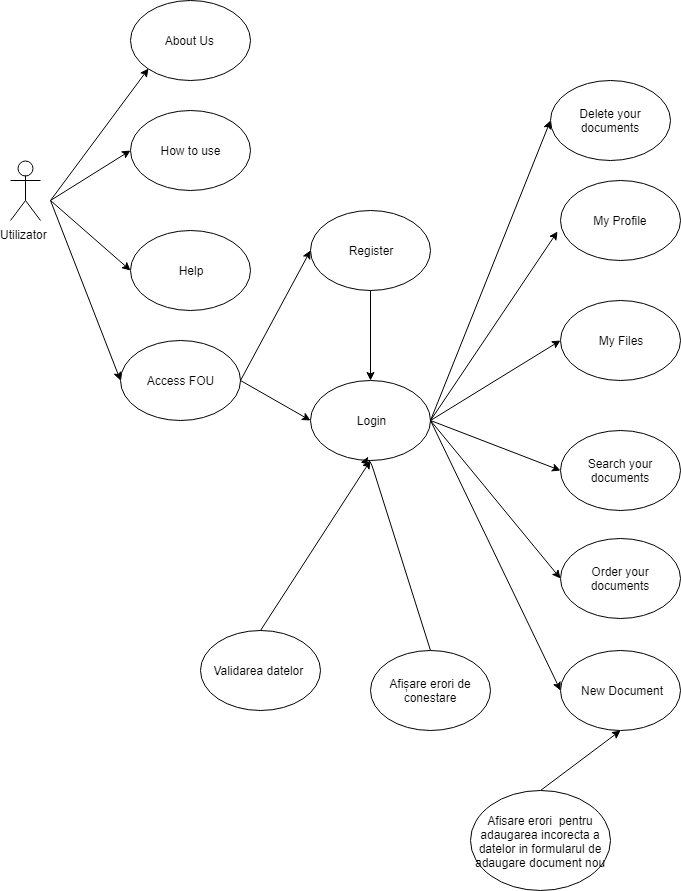 About Us
How to use
Utilizator
Help
Access FOU
Register
Login
Delete your
documents
My Profile
My Files
Search your
documents
Order your
documents
New Document
Validarea datelor
Afișare erori de
conestare
Afisare erori pentru
adaugarea incorecta a
datelor in formularul de
adaugare document nou